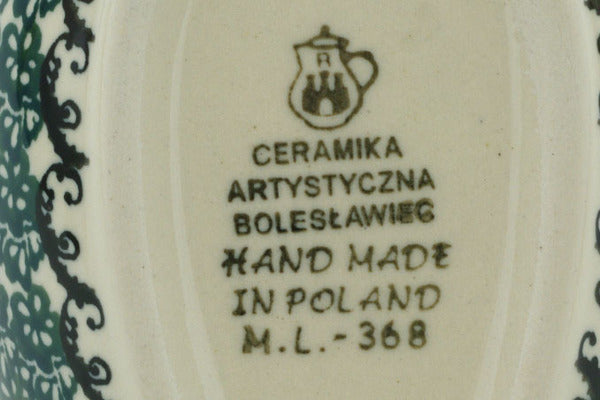 R
CERAMIKA
ARTYSTYCZNA
BOLESŁAWIEC
HAND MADE
IN POLAND
M.L.-368